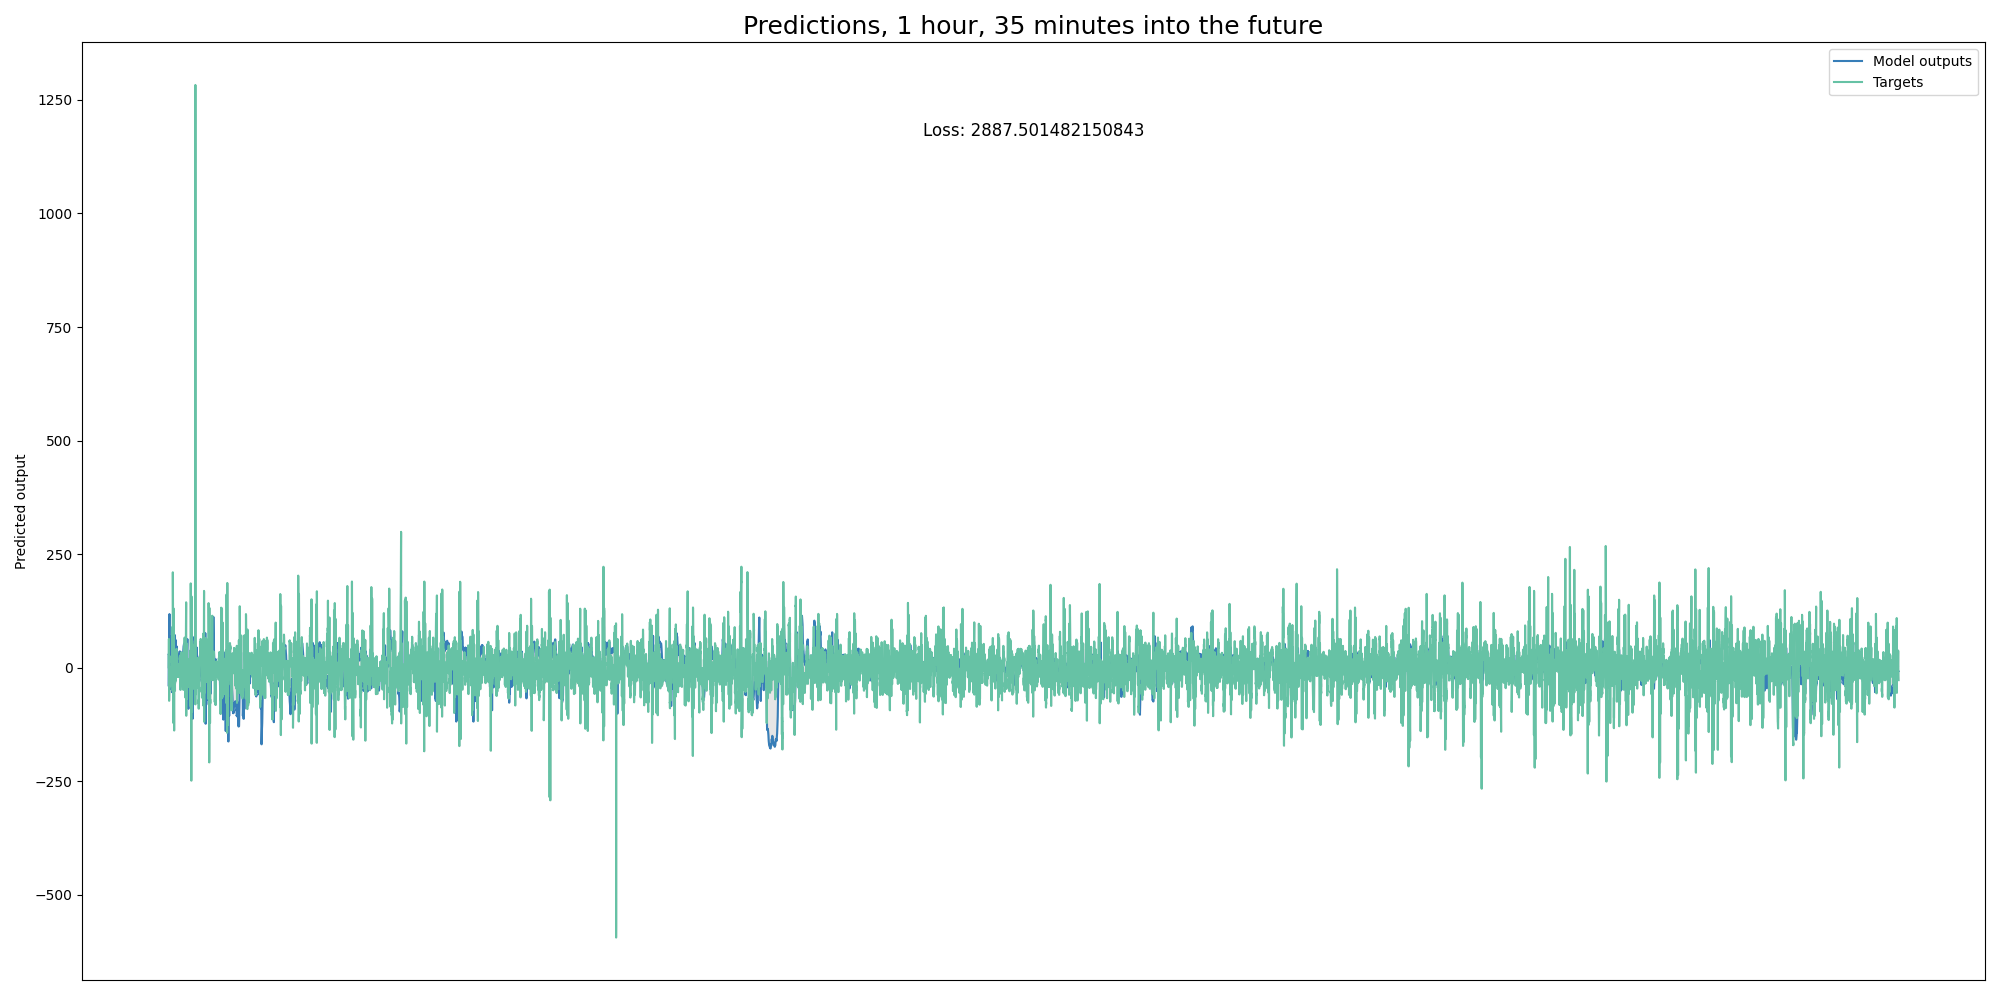 Predictions, 1 hour, 35 minutes into the future
Model outputs
Targets
Loss: 2887.501482150843
Predicted output
1250
1000
750
500
250
0
−250
−500